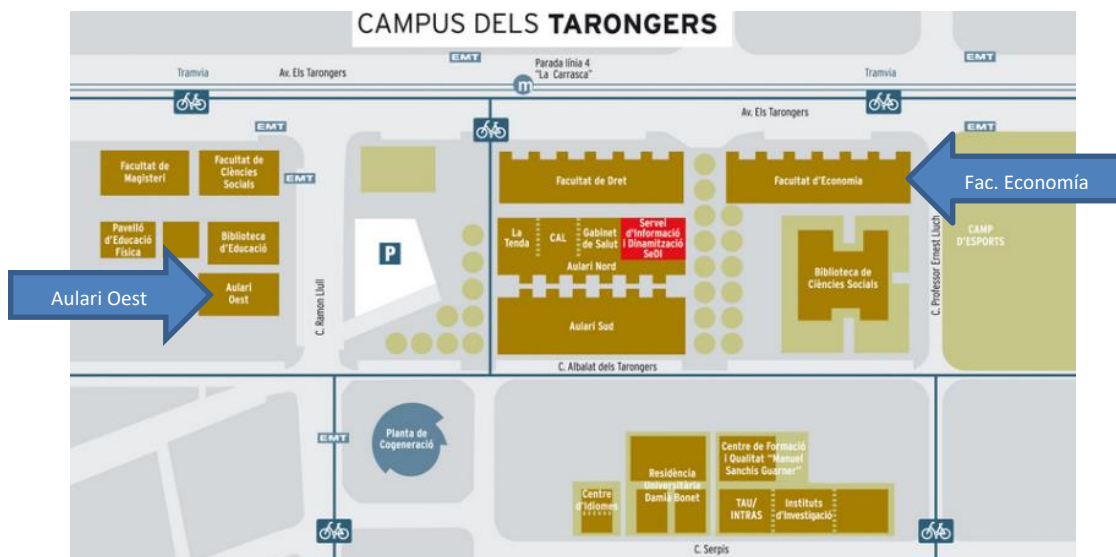 CAMPUS DELS TARONGERS
EMT
EMT
Parada línia 4
"La Carrasca"
Tramvia
Av. Els Tarongers
m
Tramvia
Av. Els Tarongers
EMT
EMT
Facultat de
Magisteri
Facultat de
Ciències
Socials
EMT
Facultat de Dret
Facultat d'Economia
Fac. Economía
Pavelló
d'Educació
Física
Biblioteca
d'Educació
P
La
Tenda
CAL
Gabinet
de Salut
Servei
d'Informació
i Dinamització
SeDI
Aulari Nord
Biblioteca de
Ciències Socials
C. Professor Ernest Lluch
CAMP
D'ESPORTS
Aulari Oest
Aulari
Oest
C. Ramon Llull
Aulari Sud
C. Albalat dels Tarongers
EMT
Planta de
Cogeneració
Centre
d'Idiomes
Residència
Universitària
Damià Bonet
Centre de Formació
i Qualitat "Manuel
Sanchis Guarner"
TAU/
INTRAS
Instituts
d'Investigació
C. Serpis